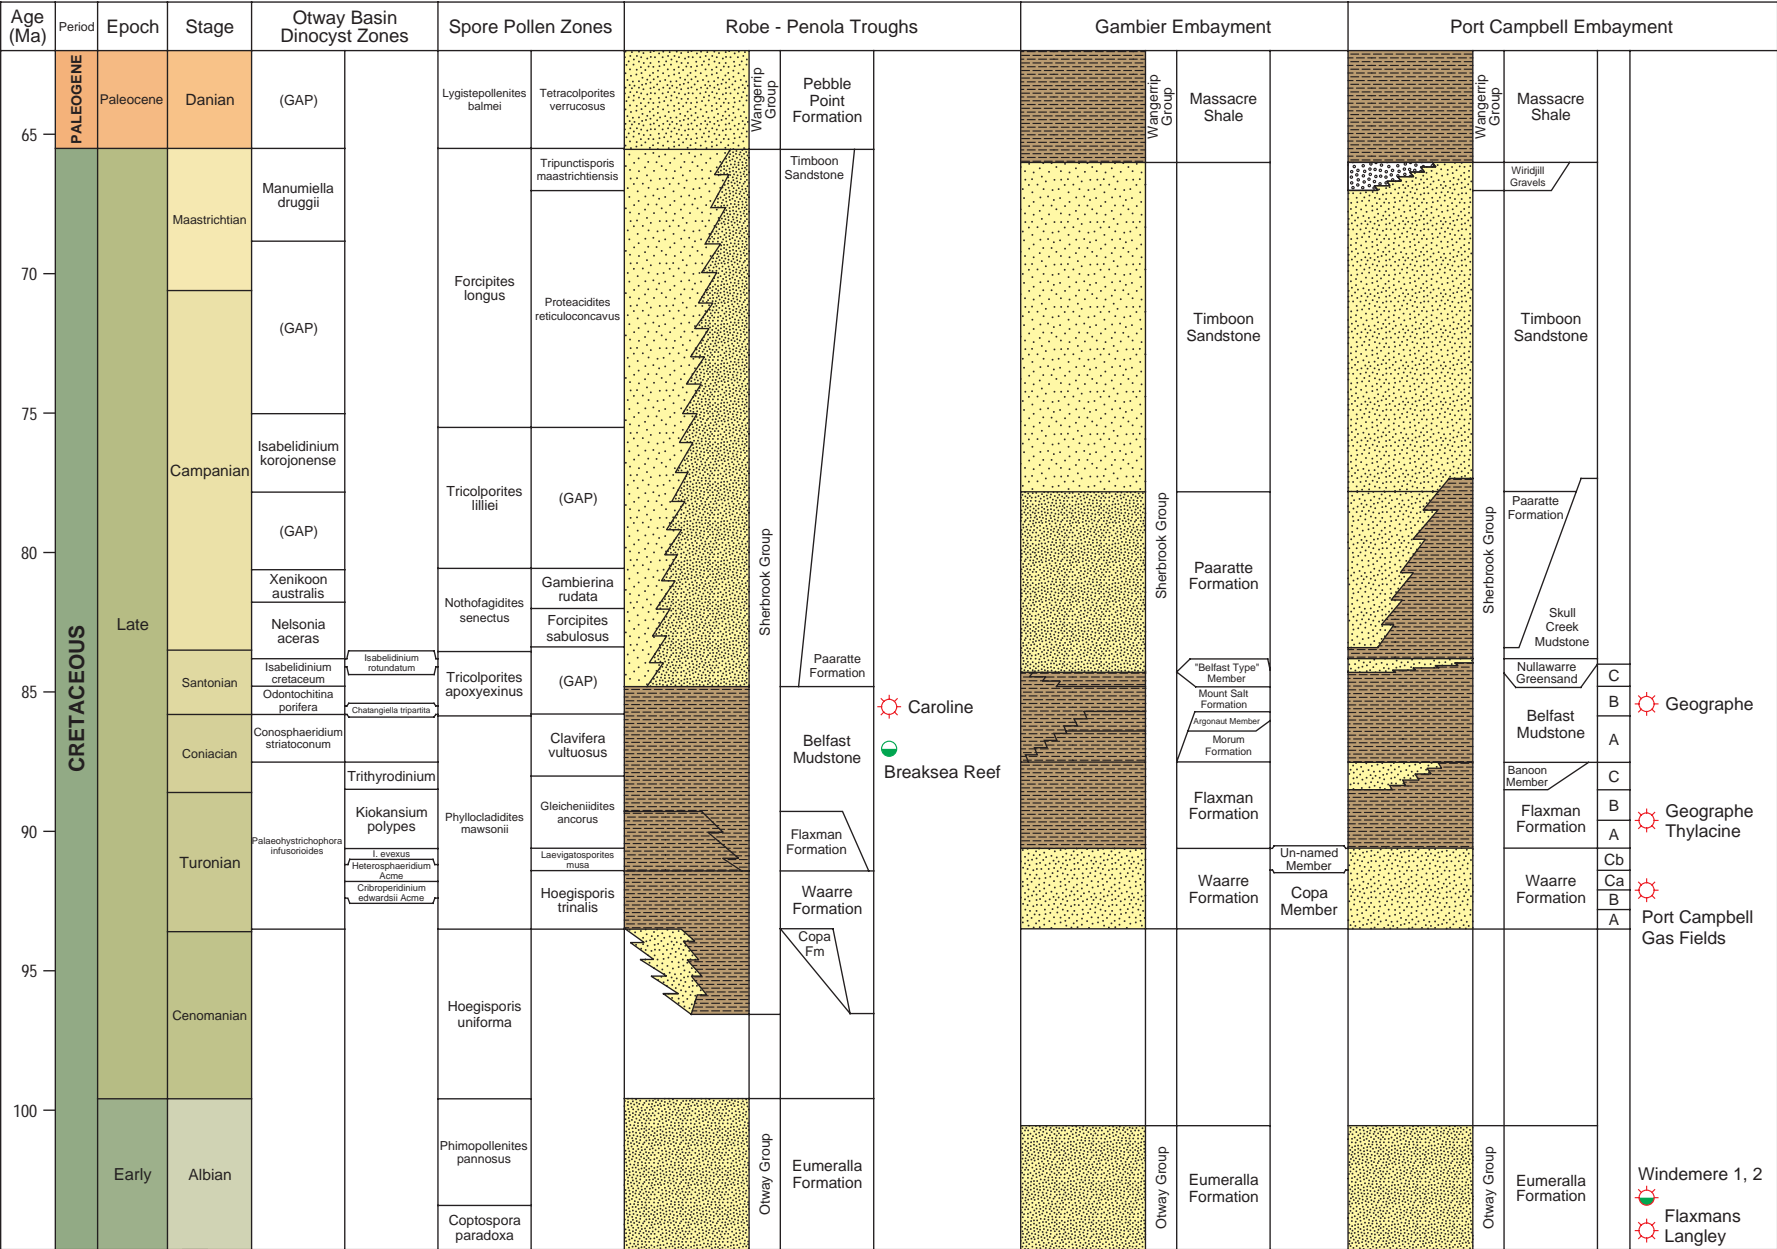 Age
(Ma)
Period
Epoch
Stage
Otway Basin
Dinocyst Zones
Spore Pollen Zones
Robe - Penola Troughs
Gambier Embayment
Port Campbell Embayment
65
70
75
80
85
90
95
100
PALEOGENE
CRETACEOUS
Paleocene
Late
Early
Danian
Maastrichtian
Campanian
Santonian
Coniacian
Turonian
Cenomanian
Albian
(GAP)
Manumiella
druggii
(GAP)
Isabelidinium
korojonense
(GAP)
Xenikoon
australis
Nelsonia
aceras
Isabelidinium
cretaceum
Odontochitina
porifera
Conosphaeridium
striatoconum
Palaeohystrichophora
infusorioides
Isabelidinium
rotundatum
Chatangiella tripartita
Trithyrodinium
Kiokansium
polypes
I. evexus
Heterosphaeridium
Acme
Cribroperidinium
edwardsii Acme
Lygistepollenites
balmei
Forcipites
longus
Tricolporites
lilliei
Nothofagidites
senectus
Tricolporites
apoxyexinus
Phyllocladidites
mawsonii
Hoegisporis
uniforma
Phimopollenites
pannosus
Coptospora
paradoxa
Tetracolporites
verrucosus
Tripunctisporis
maastrichtiensis
Proteacidites
reticuloconcavus
(GAP)
Gambierina
rudata
Forcipites
sabulosus
(GAP)
Clavifera
vultuosus
Gleicheniidites
ancorus
Laevigatosporites
musa
Hoegisporis
trinalis
Wangerrip
Group
Sherbrook Group
Otway Group
Pebble
Point
Formation
Timboon
Sandstone
Paaratte
Formation
Belfast
Mudstone
Flaxman
Formation
Waarre
Formation
Copa
Fm
Eumeralla
Formation
Caroline
Breaksea Reef
Wangerrip
Group
Sherbrook Group
Otway Group
Massacre
Shale
Timboon
Sandstone
Paaratte
Formation
"Belfast Type"
Member
Mount Salt
Formation
Argonaut Member
Morum
Formation
Flaxman
Formation
Waarre
Formation
Un-named
Member
Copa
Member
Eumeralla
Formation
Wangerrip
Group
Sherbrook Group
Otway Group
Massacre
Shale
Wiridjill
Gravels
Timboon
Sandstone
Paaratte
Formation
Skull
Creek
Mudstone
Nullawarre
Greensand
Belfast
Mudstone
Banoon
Member
Flaxman
Formation
Waarre
Formation
Eumeralla
Formation
C
B
A
C
B
A
Cb
Ca
B
A
Geographe
Geographe
Thylacine
Port Campbell
Gas Fields
Windemere 1, 2
Flaxmans
Langley